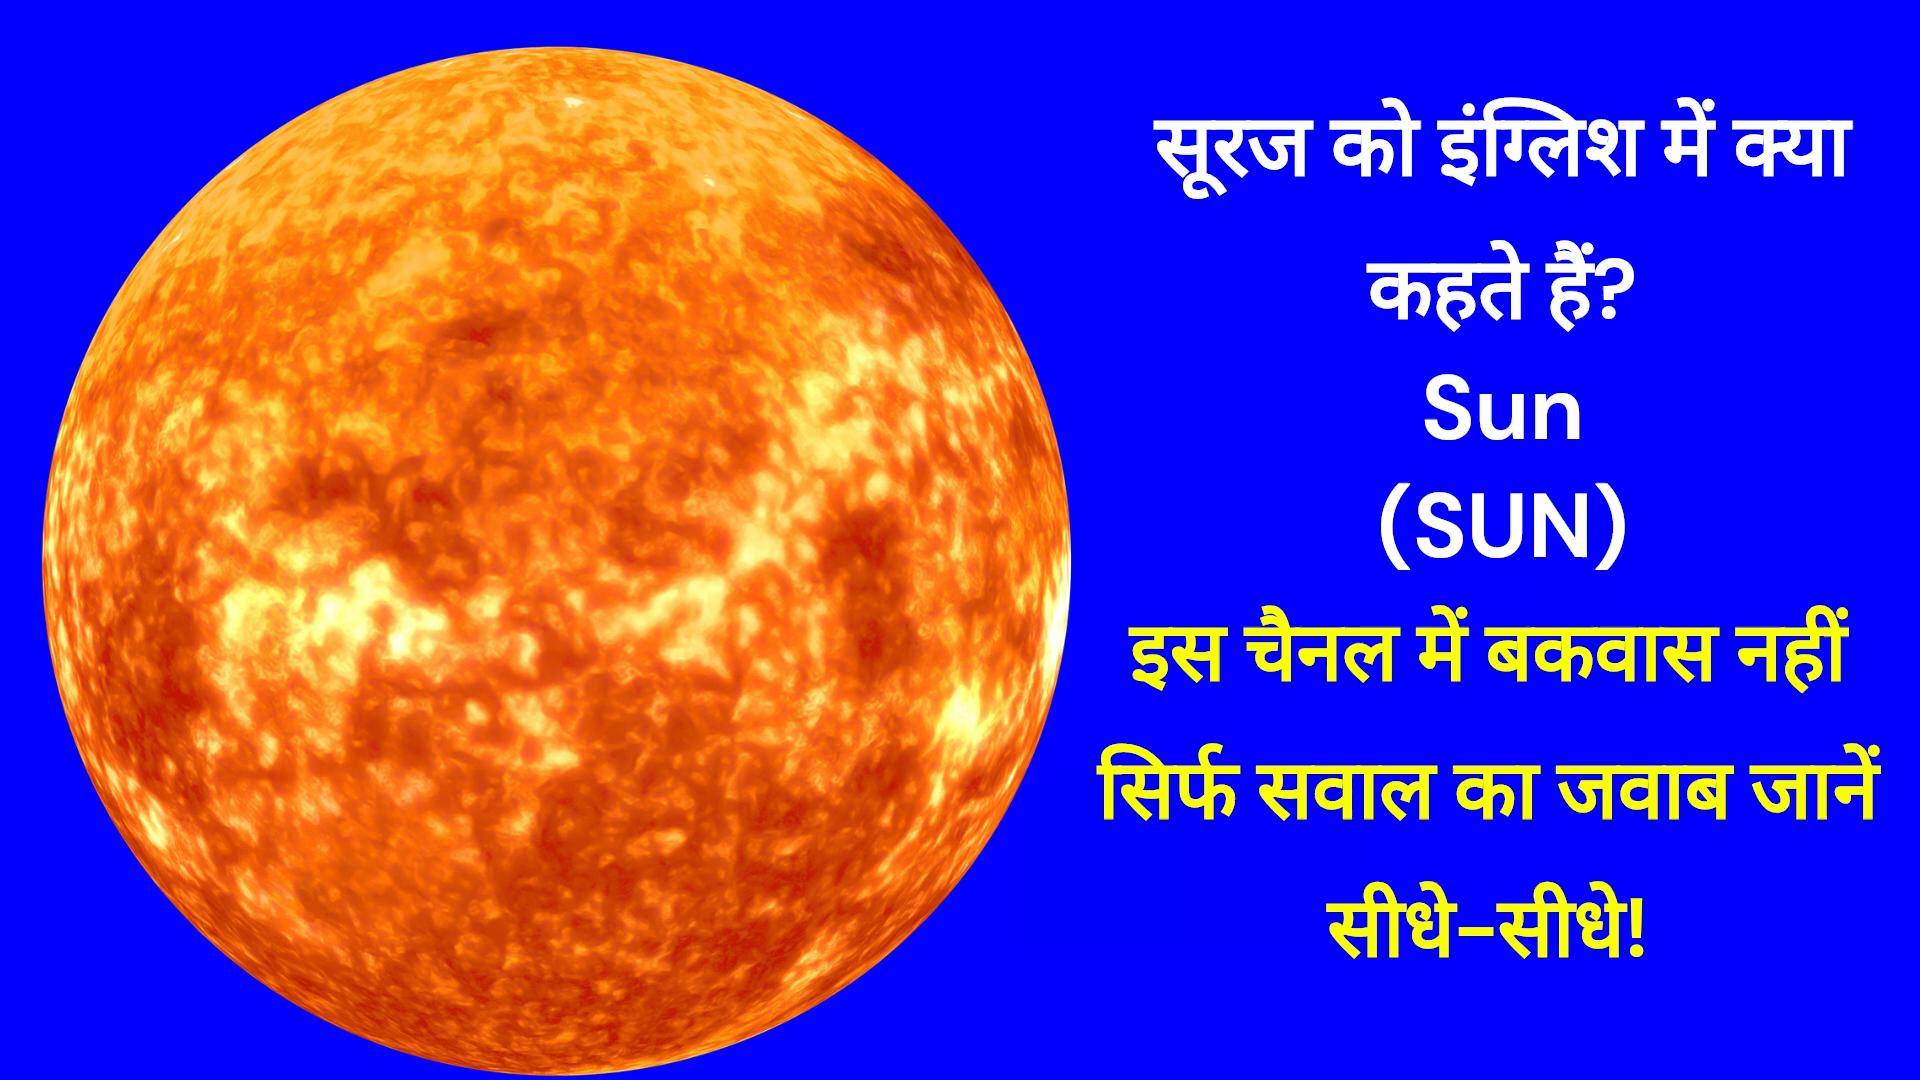 सूरज को इंग्लिश में क्या
कहते हैं?
Sun
(SUN)
इस चैनल में बकवास नहीं
सिर्फ सवाल का जवाब जानें
सीधे-सीधे!